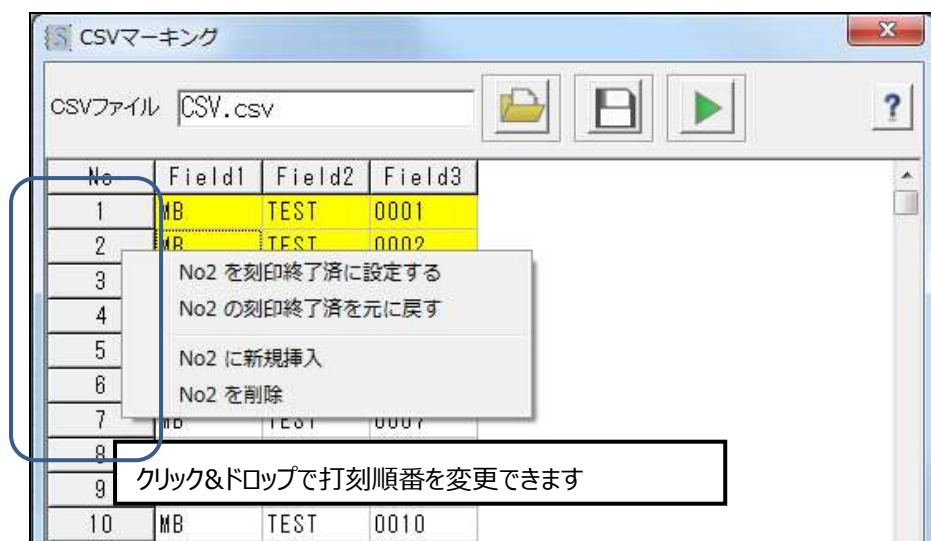 CSVマーキング
CSVファイル CSV.csv
?
No Field1 Field2 Field3
1 MB TEST 0001
2 MB TEST 0002
3
4
5
6
7 MB TEST 0007
8
9
10 MB TEST 0010
No2 を刻印終了済に設定する
No2 の刻印終了済を元に戻す
No2 に新規挿入
No2 を削除
クリック&ドロップで打刻順番を変更できます